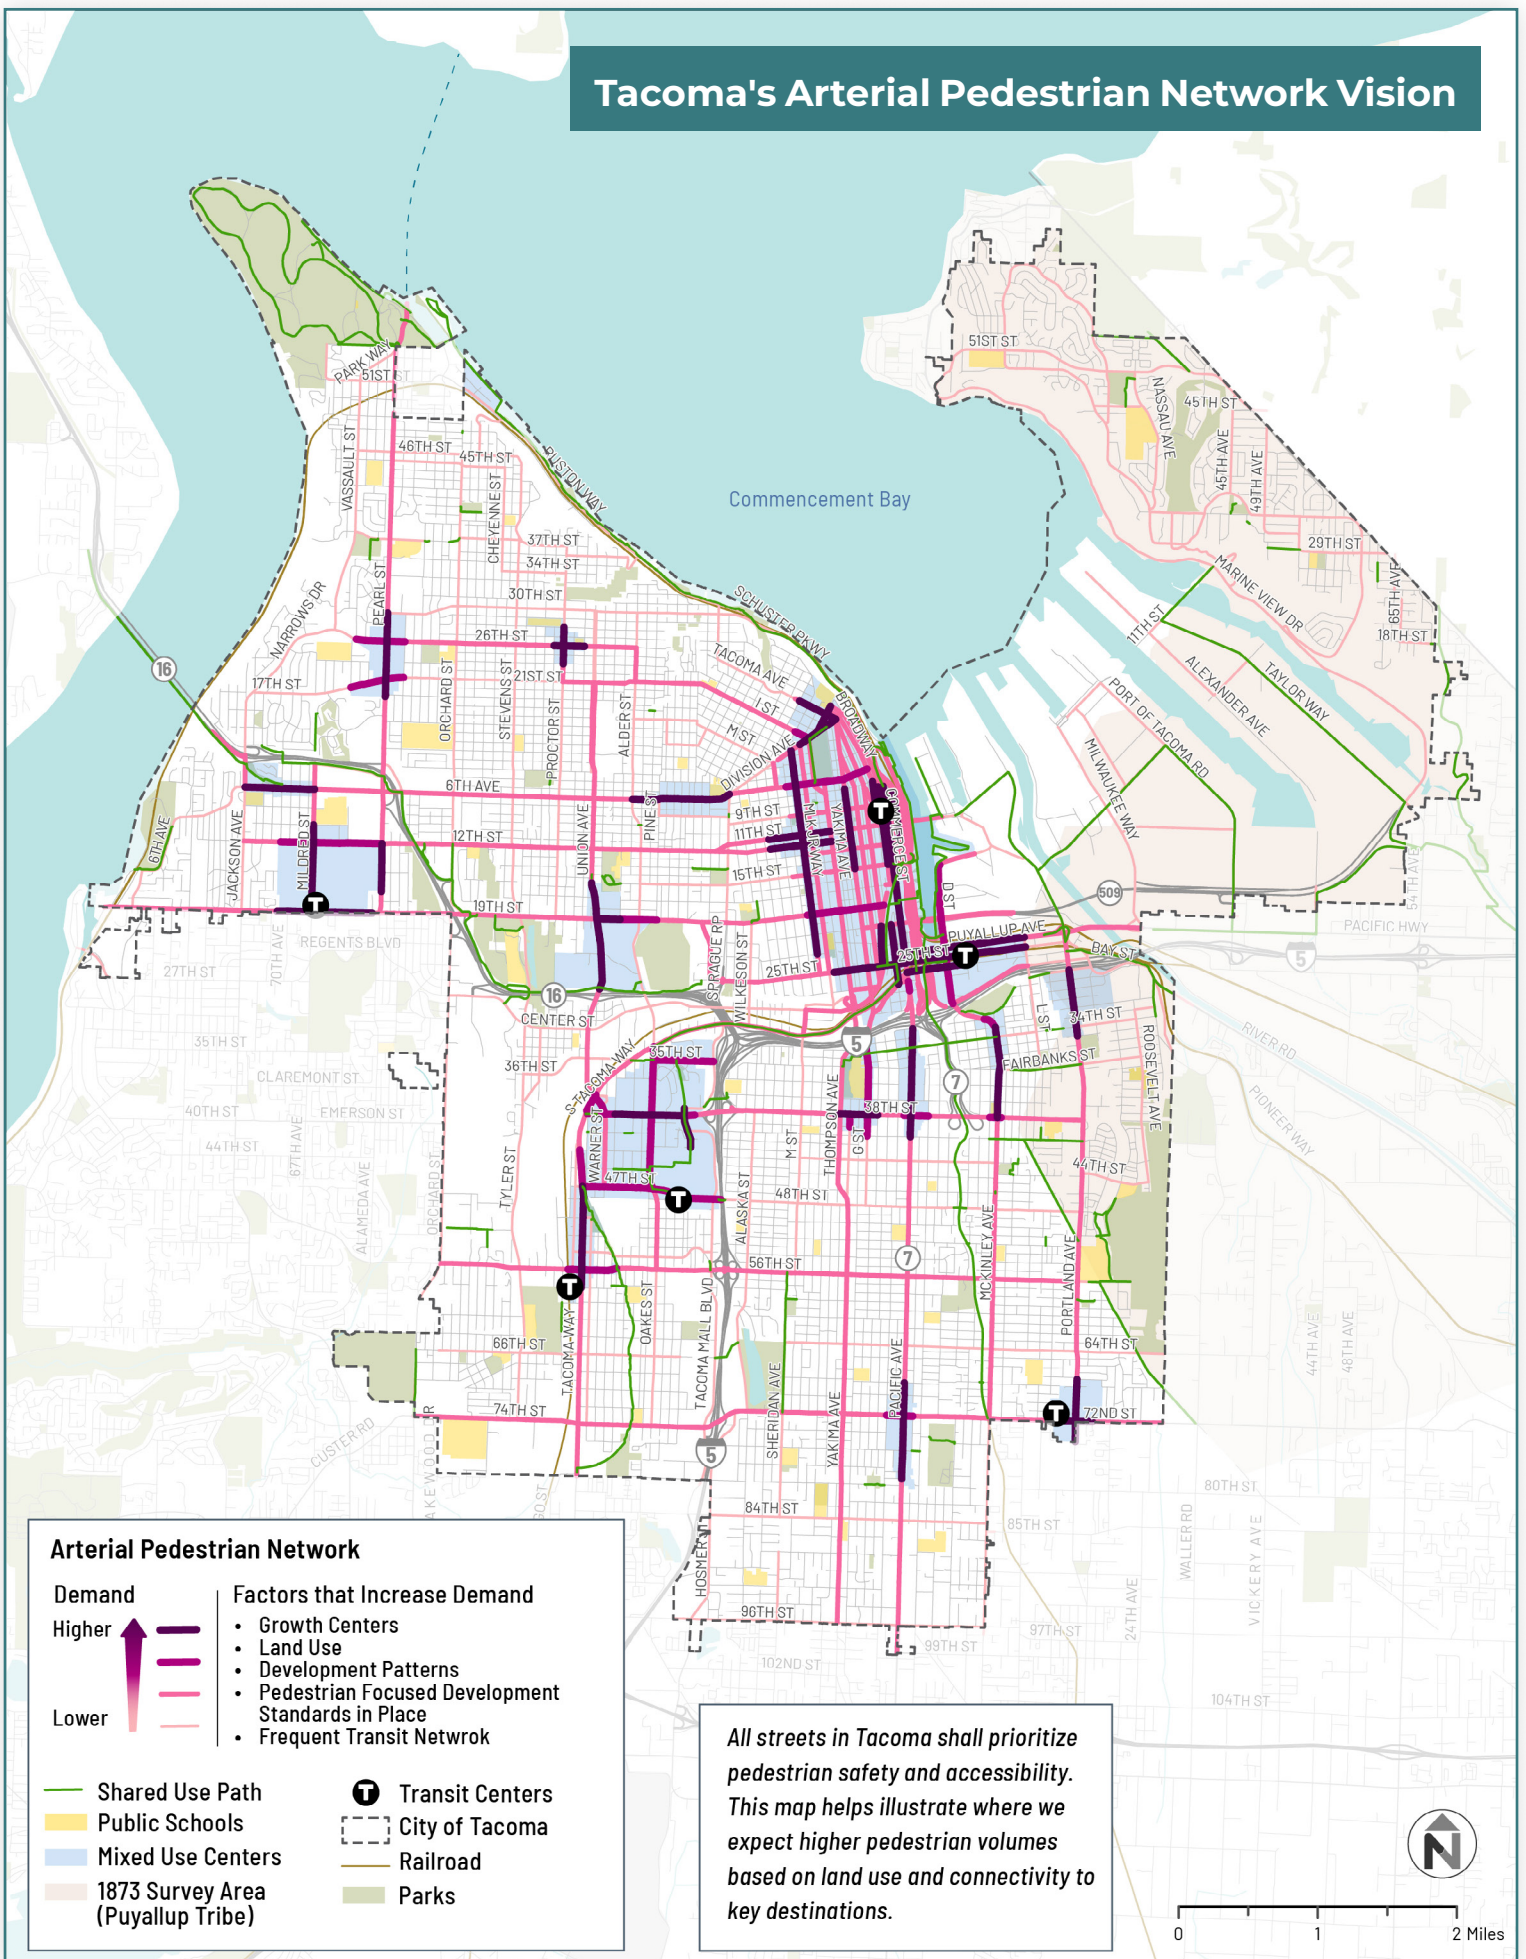 Tacoma's Arterial Pedestrian Network Vision
Commencement Bay
51ST ST
NASSAU AVE
45TH ST
45TH AVE
49TH AVE
29TH ST
MARINE VIEW DR
65TH AVE
18TH ST
PARK WAY
51ST ST
VASSAULT ST
46TH ST
45TH ST
RUSTON WAY
CHEYENNE ST
37TH ST
34TH ST
30TH ST
PEARL ST
NARROWS DR
26TH ST
SCHUSTER PKWY
TACOMA AVE
21ST ST
17TH ST
16
ORCHARD ST
STEVENS ST
PROCTOR ST
ALDER ST
I ST
M ST
BROADWAY
DIVISION AVE
11TH ST
ALEXANDER AVE
TAYLOR WAY
PORT OF TACOMA RD
MILWAUKEE WAY
6TH AVE
6TH AVE
JACKSON AVE
MILDRED ST
12TH ST
UNION AVE
PINE ST
9TH ST
11TH ST
15TH ST
MLK JR WAY
YAKIMA AVE
COMMERCE ST
T
D ST
509
54TH AVE
PACIFIC HWY
5
T
19TH ST
REGENTS BLVD
70TH AVE
27TH ST
SPRAGUE RP
WILKESON ST
25TH ST
25TH ST
PUYALLUP AVE
T
BAY ST
16
CENTER ST
L ST
34TH ST
ROOSEVELT AVE
RIVER RD
35TH ST
36TH ST
S TACOMA WAY
35TH ST
5
7
FAIRBANKS ST
CLAREMONT ST
40TH ST
EMERSON ST
44TH ST
67TH AVE
WARNER ST
38TH ST
THOMPSON AVE
G ST
M ST
PIONEER WAY
44TH ST
TYLER ST
ALAMEDA AVE
ORCHARD ST
47TH ST
T
ALASKA ST
48TH ST
MCKINLEY AVE
PORTLAND AVE
7
56TH ST
T
OAKES ST
TACOMA MALL BLVD
66TH ST
TACOMA WAY
64TH ST
44TH AVE
48TH AVE
PACIFIC AVE
SHERIDAN AVE
YAKIMA AVE
74TH ST
T
72ND ST
CUSTER RD
5
80TH ST
84TH ST
85TH ST
WALLER RD
VICKERY AVE
24TH AVE
96TH ST
97TH ST
99TH ST
102ND ST
104TH ST
Arterial Pedestrian Network
Demand
Higher
Lower
Factors that Increase Demand
• Growth Centers
• Land Use
• Development Patterns
• Pedestrian Focused Development
Standards in Place
• Frequent Transit Netwrok
Shared Use Path
Public Schools
Mixed Use Centers
1873 Survey Area
(Puyallup Tribe)
T Transit Centers
City of Tacoma
Railroad
Parks
All streets in Tacoma shall prioritize
pedestrian safety and accessibility.
This map helps illustrate where we
expect higher pedestrian volumes
based on land use and connectivity to
key destinations.
N
0 1 2 Miles